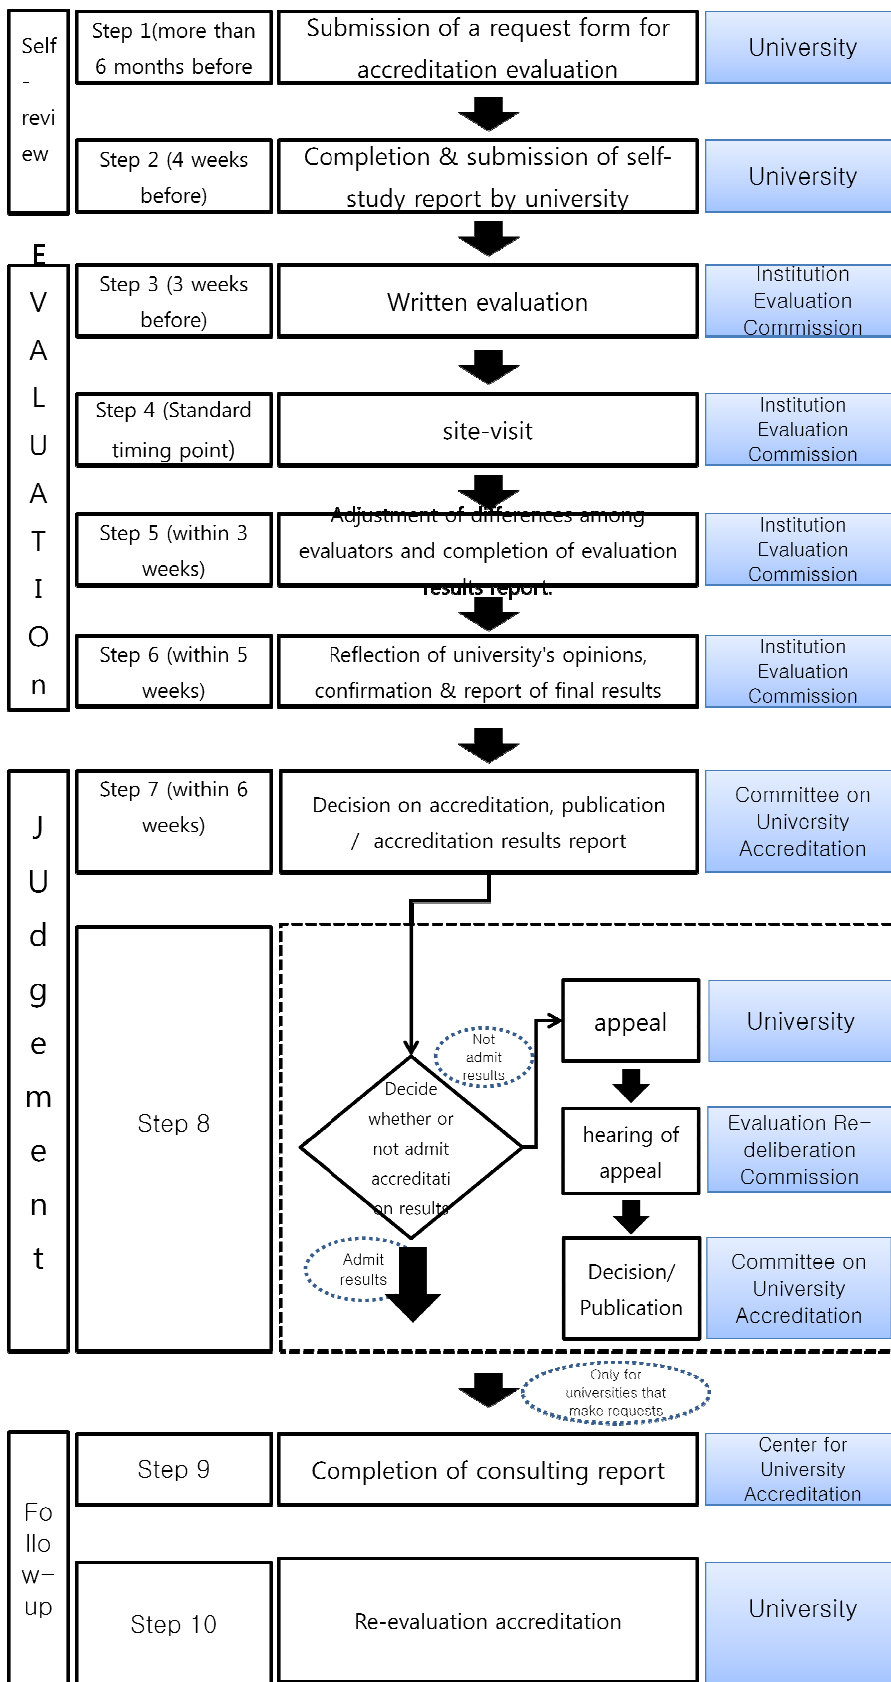 Self
-
revi
ew
Step 1(more than
6 months before
Submission of a request form for
accreditation evaluation
University
Step 2 (4 weeks
before)
Completion & submission of self-
study report by university
University
E
V
A
L
U
A
T
I
O
n
Step 3 (3 weeks
before)
Written evaluation
Institution
Evaluation
Commission
Step 4 (Standard
timing point)
site-visit
Institution
Evaluation
Commission
Step 5 (within 3
weeks)
Adjustment of differences among
evaluators and completion of evaluation
results report.
Institution
Evaluation
Commission
Step 6 (within 5
weeks)
Reflection of university's opinions,
confirmation & report of final results
Institution
Evaluation
Commission
J
U
d
g
e
m
e
n
t
Step 7 (within 6
weeks)
Decision on accreditation, publication
/ accreditation results report
Committee on
University
Accreditation
Step 8
Decide
whether or
not admit
accreditati
on results
Not
admit
results
Admit
results
appeal
University
hearing of
appeal
Evaluation Re-
deliberation
Commission
Decision/
Publication
Committee on
University
Accreditation
Only for
universities that
make requests
Fo
llo
w-
up
Step 9
Completion of consulting report
Center for
University
Accreditation
Step 10
Re-evaluation accreditation
University